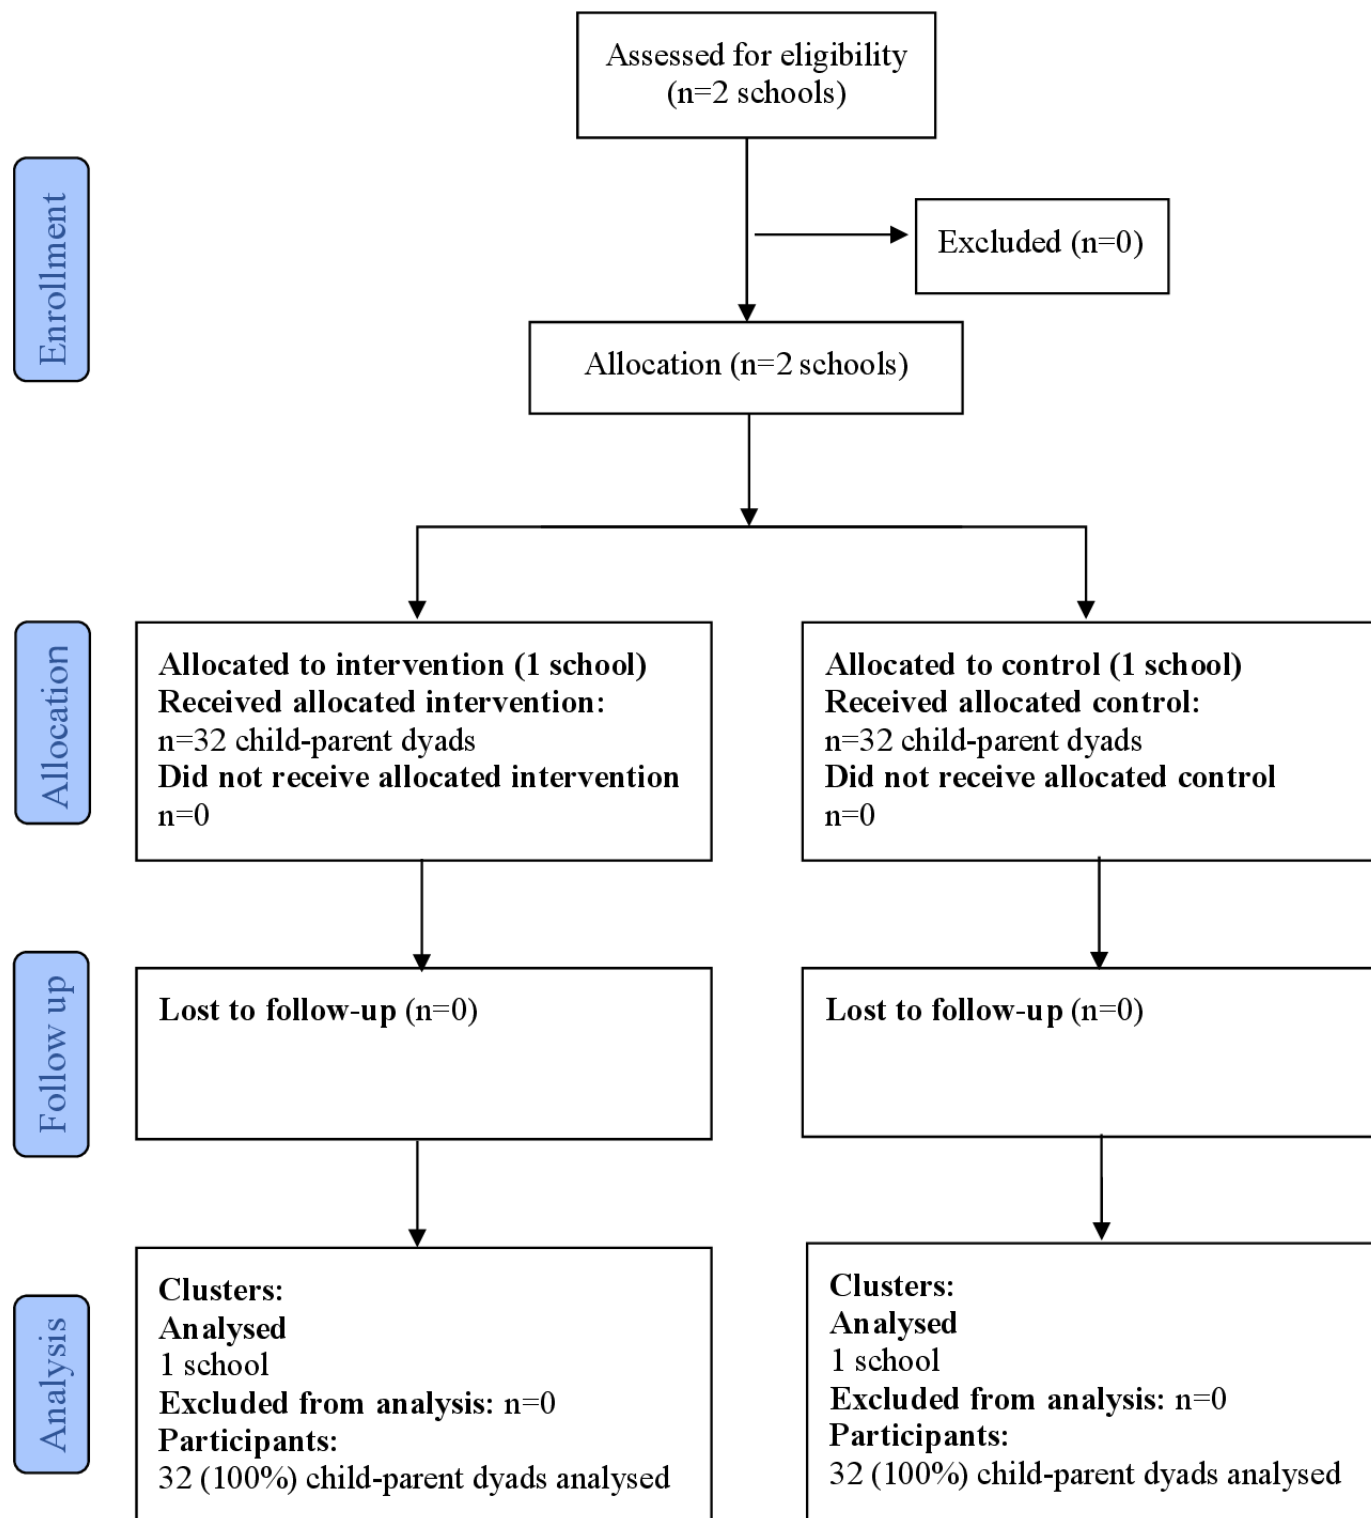 Assessed for eligibility
(n=2 schools)
Enrollment
Excluded (n=0)
Allocation (n=2 schools)
Allocation
Allocated to intervention (1 school)
Received allocated intervention:
n=32 child-parent dyads
Did not receive allocated intervention
n=0
Allocated to control (1 school)
Received allocated control:
n=32 child-parent dyads
Did not receive allocated control
n=0
Follow up
Lost to follow-up (n=0)
Lost to follow-up (n=0)
Analysis
Clusters:
Analysed
1 school
Excluded from analysis: n=0
Participants:
32 (100%) child-parent dyads analysed
Clusters:
Analysed
1 school
Excluded from analysis: n=0
Participants:
32 (100%) child-parent dyads analysed